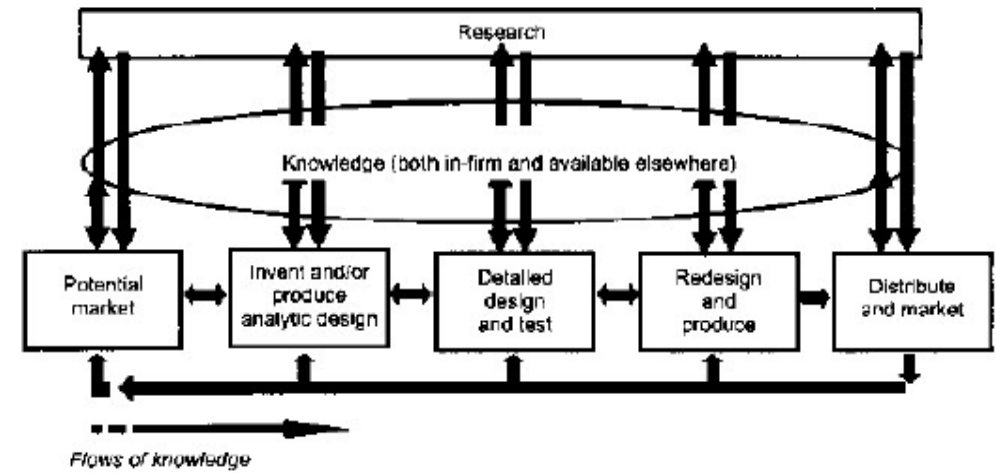 Research
Knowledge (both in-firm and available elsewhere)
Potential
market
Invent and/or
produce
analytic design
Detailed
design
and test
Redesign
and
produce
Distribute
and market
Flows of knowledge